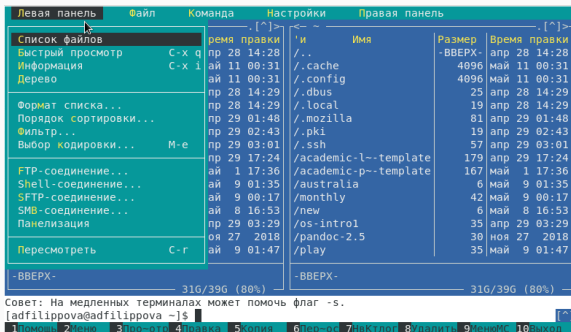 Левая панель Файл Команда Настройки Правая панель
.[^]> <- ~ .[^]>
Список файлов ремя правки 'и Имя Размер Время правки
Быстрый просмотр C-x q пр 28 14:28 /.. -ВВЕРХ- апр 28 14:28
Информация C-x i ай 11 00:31 /.cache 4096 май 11 00:31
Дерево ай 11 00:31 /.config 4096 май 11 00:31
пр 28 14:29 /.dbus 25 апр 28 14:29
Формат списка... пр 28 14:29 /.local 19 апр 28 14:29
Порядок сортировки... пр 29 01:48 /.mozilla 81 апр 29 01:48
Фильтр... пр 29 02:43 /.pki 19 апр 29 02:43
Выбор кодировки... M-e пр 29 03:01 /.ssh 57 апр 29 03:01
пр 29 17:24 /academic-l~-template 179 апр 29 17:24
FTP-соединение... ай 1 17:36 /academic-p~-template 167 май 1 17:36
Shell-соединение... ай 9 01:35 /australia 6 май 9 01:35
SFTP-соединение... ай 9 00:17 /monthly 42 май 9 00:17
SMB-соединение... ай 8 16:53 /new 6 май 8 16:53
Панелизация пр 29 03:29 /os-intro1 35 апр 29 03:29
оя 27 2018 /pandoc-2.5 30 ноя 27 2018
Пересмотреть C-r ай 9 01:47 /play 35 май 9 01:47
-ВВЕРХ- -ВВЕРХ-
31G/39G (80%) 31G/39G (80%)
Совет: На медленных терминалах может помочь флаг -s.
[adfilippova@adfilippova ~]$ [^
1Помощь 2Меню 3Про~отр 4Правка 5Копия 6Пер~ос 7НвКтлог 8Удалить 9МенюМС 10Выход